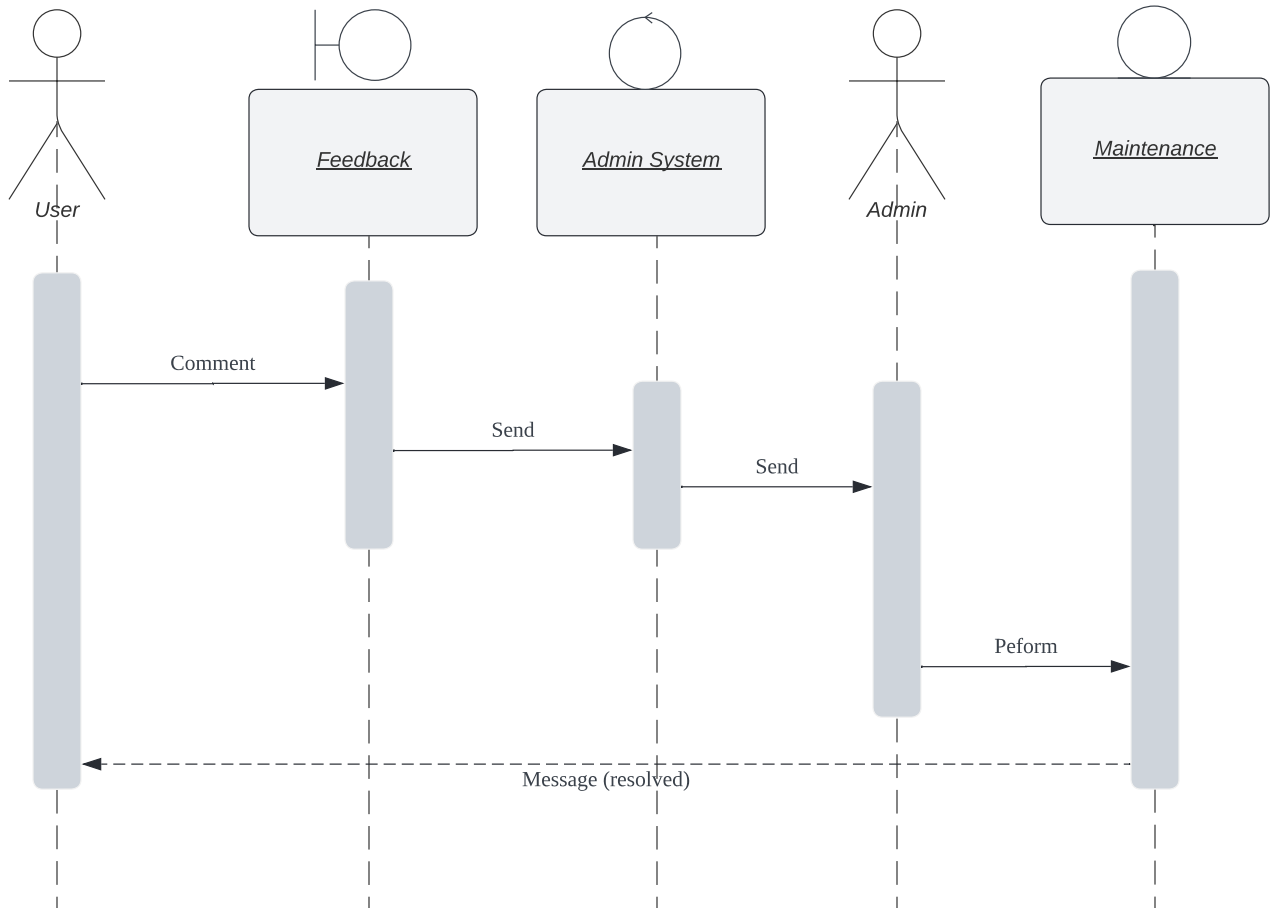 User
Feedback
Admin System
Admin
Maintenance
Comment
Send
Send
Peform
Message (resolved)